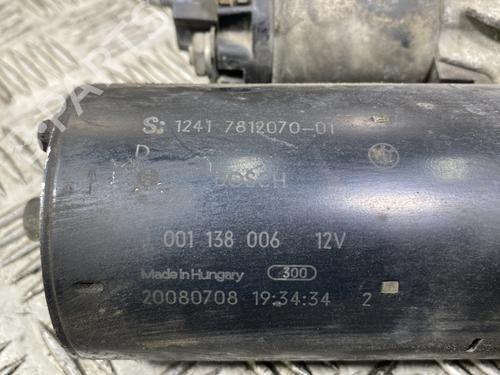 S: 1241 7812070-01
D
BOSCH
001 138 006 12V
Made in Hungary 300
20080708 19:34:34 2